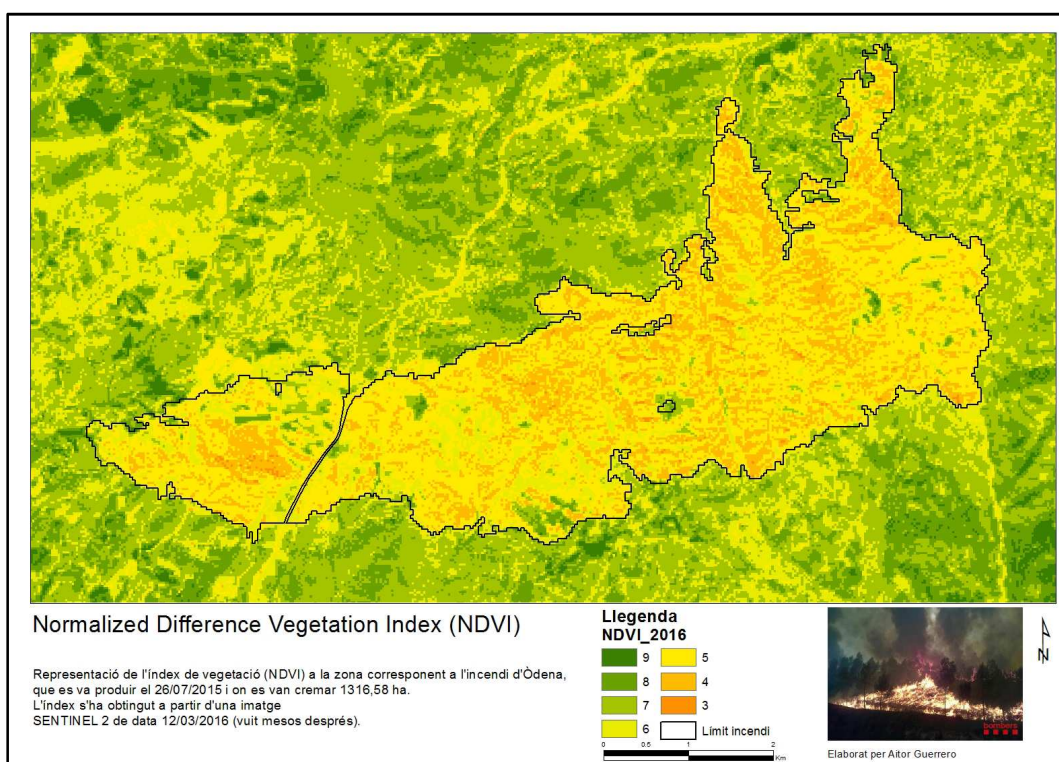 Normalized Difference Vegetation Index (NDVI)
Representació de l'índex de vegetació (NDVI) a la zona corresponent a l'incendi d'Òdena,
que es va produir el 26/07/2015 i on es van cremar 1316,58 ha.
L'índex s'ha obtingut a partir d'una imatge
SENTINEL 2 de data 12/03/2016 (vuit mesos després).
Llegenda
NDVI_2016
9 5
8 4
7 3
6 Límit incendi
0 0.5 1 2
Km
bombers
N
Elaborat per Aitor Guerrero